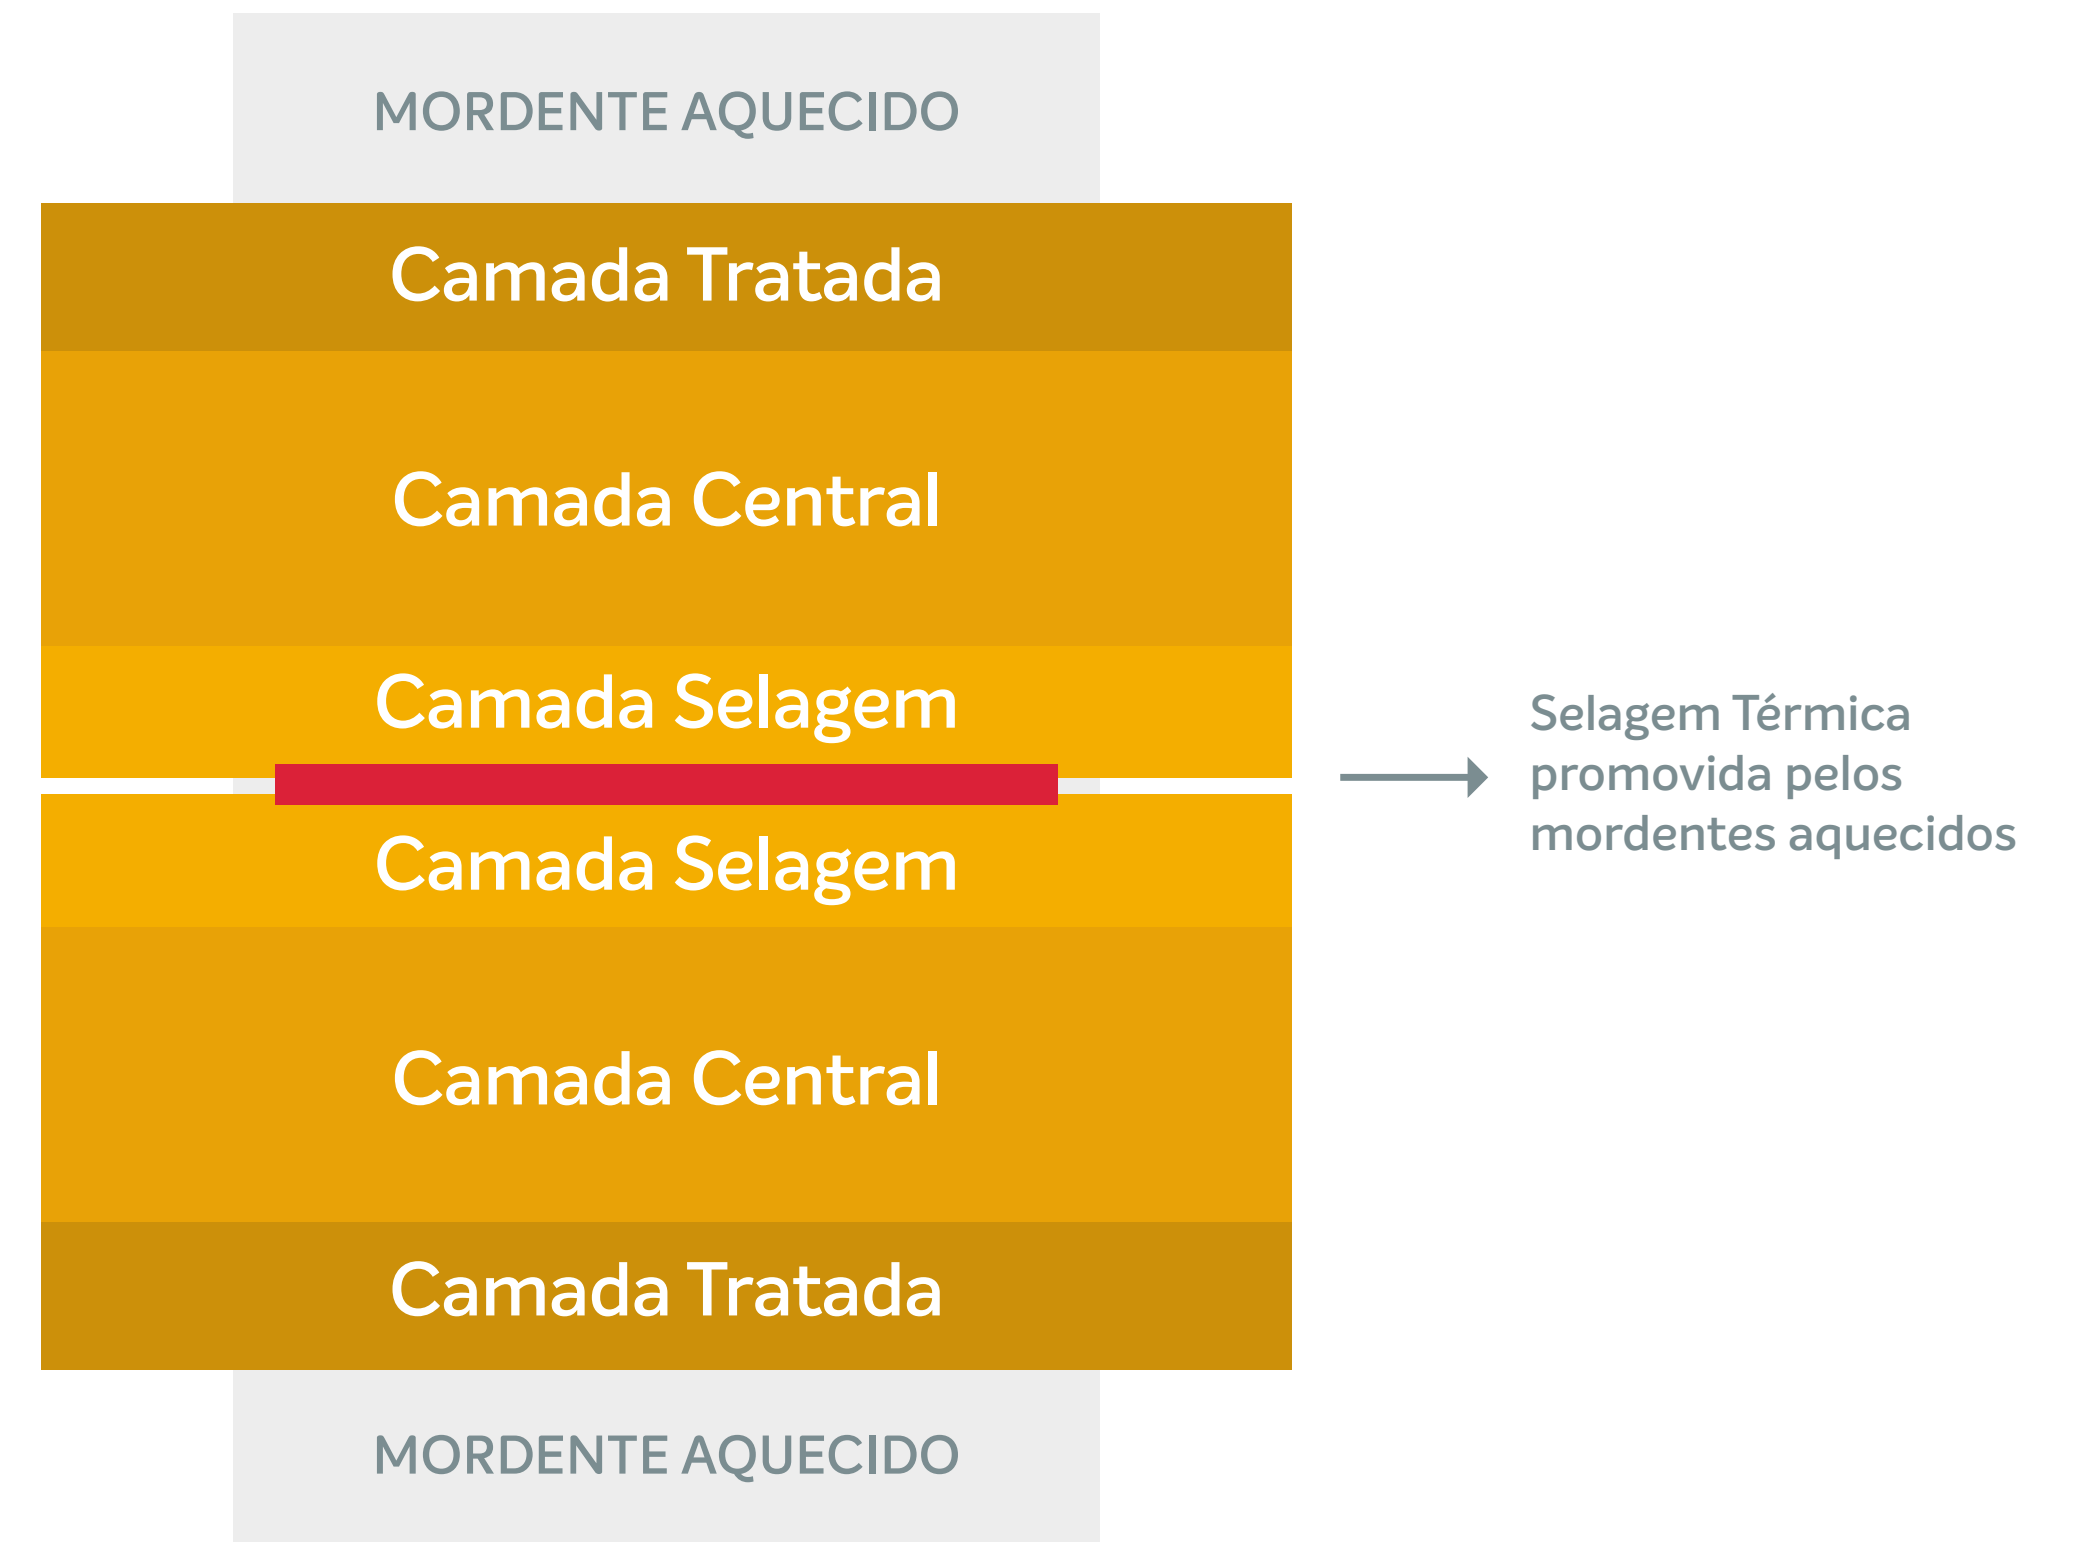 MORDENTE AQUECIDO
Camada Tratada
Camada Central
Camada Selagem
Camada Selagem
Camada Central
Camada Tratada
MORDENTE AQUECIDO
Selagem Térmica
promovida pelos
mordentes aquecidos